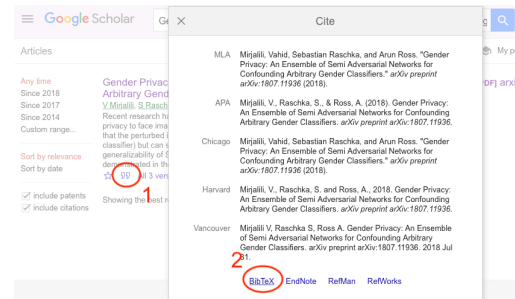 Google Scholar
Cite
Articles
My p
Any time
Since 2018
Since 2017
Since 2014
Custom range...
Sort by relevance
Sort by date
include patents
include citations
Gender Privac
Arbitrary Gend
V Mirjalili, S Rasch
Recent research ha
privacy to face ima
that the perturbed i
classifier) but can s
generalizability of S
demonstrated in the
All 3 vers
1
Showing the best r
PDF] arxi
MLA Mirjalili, Vahid, Sebastian Raschka, and Arun Ross. "Gender
Privacy: An Ensemble of Semi Adversarial Networks for
Confounding Arbitrary Gender Classifiers." arXiv preprint
arXiv:1807.11936 (2018).
APA Mirjalili, V., Raschka, S., & Ross, A. (2018). Gender Privacy:
An Ensemble of Semi Adversarial Networks for Confounding
Arbitrary Gender Classifiers. arXiv preprint arXiv:1807.11936.
Chicago Mirjalili, Vahid, Sebastian Raschka, and Arun Ross. "Gender
Privacy: An Ensemble of Semi Adversarial Networks for
Confounding Arbitrary Gender Classifiers." arXiv preprint
arXiv:1807.11936 (2018).
Harvard Mirjalili, V., Raschka, S. and Ross, A., 2018. Gender Privacy:
An Ensemble of Semi Adversarial Networks for Confounding
Arbitrary Gender Classifiers. arXiv preprint arXiv:1807.11936.
Vancouver Mirjalili V, Raschka S, Ross A. Gender Privacy: An Ensemble
of Semi Adversarial Networks for Confounding Arbitrary
Gender Classifiers. arXiv preprint arXiv:1807.11936. 2018 Jul
31.
2
BibTeX EndNote RefMan RefWorks